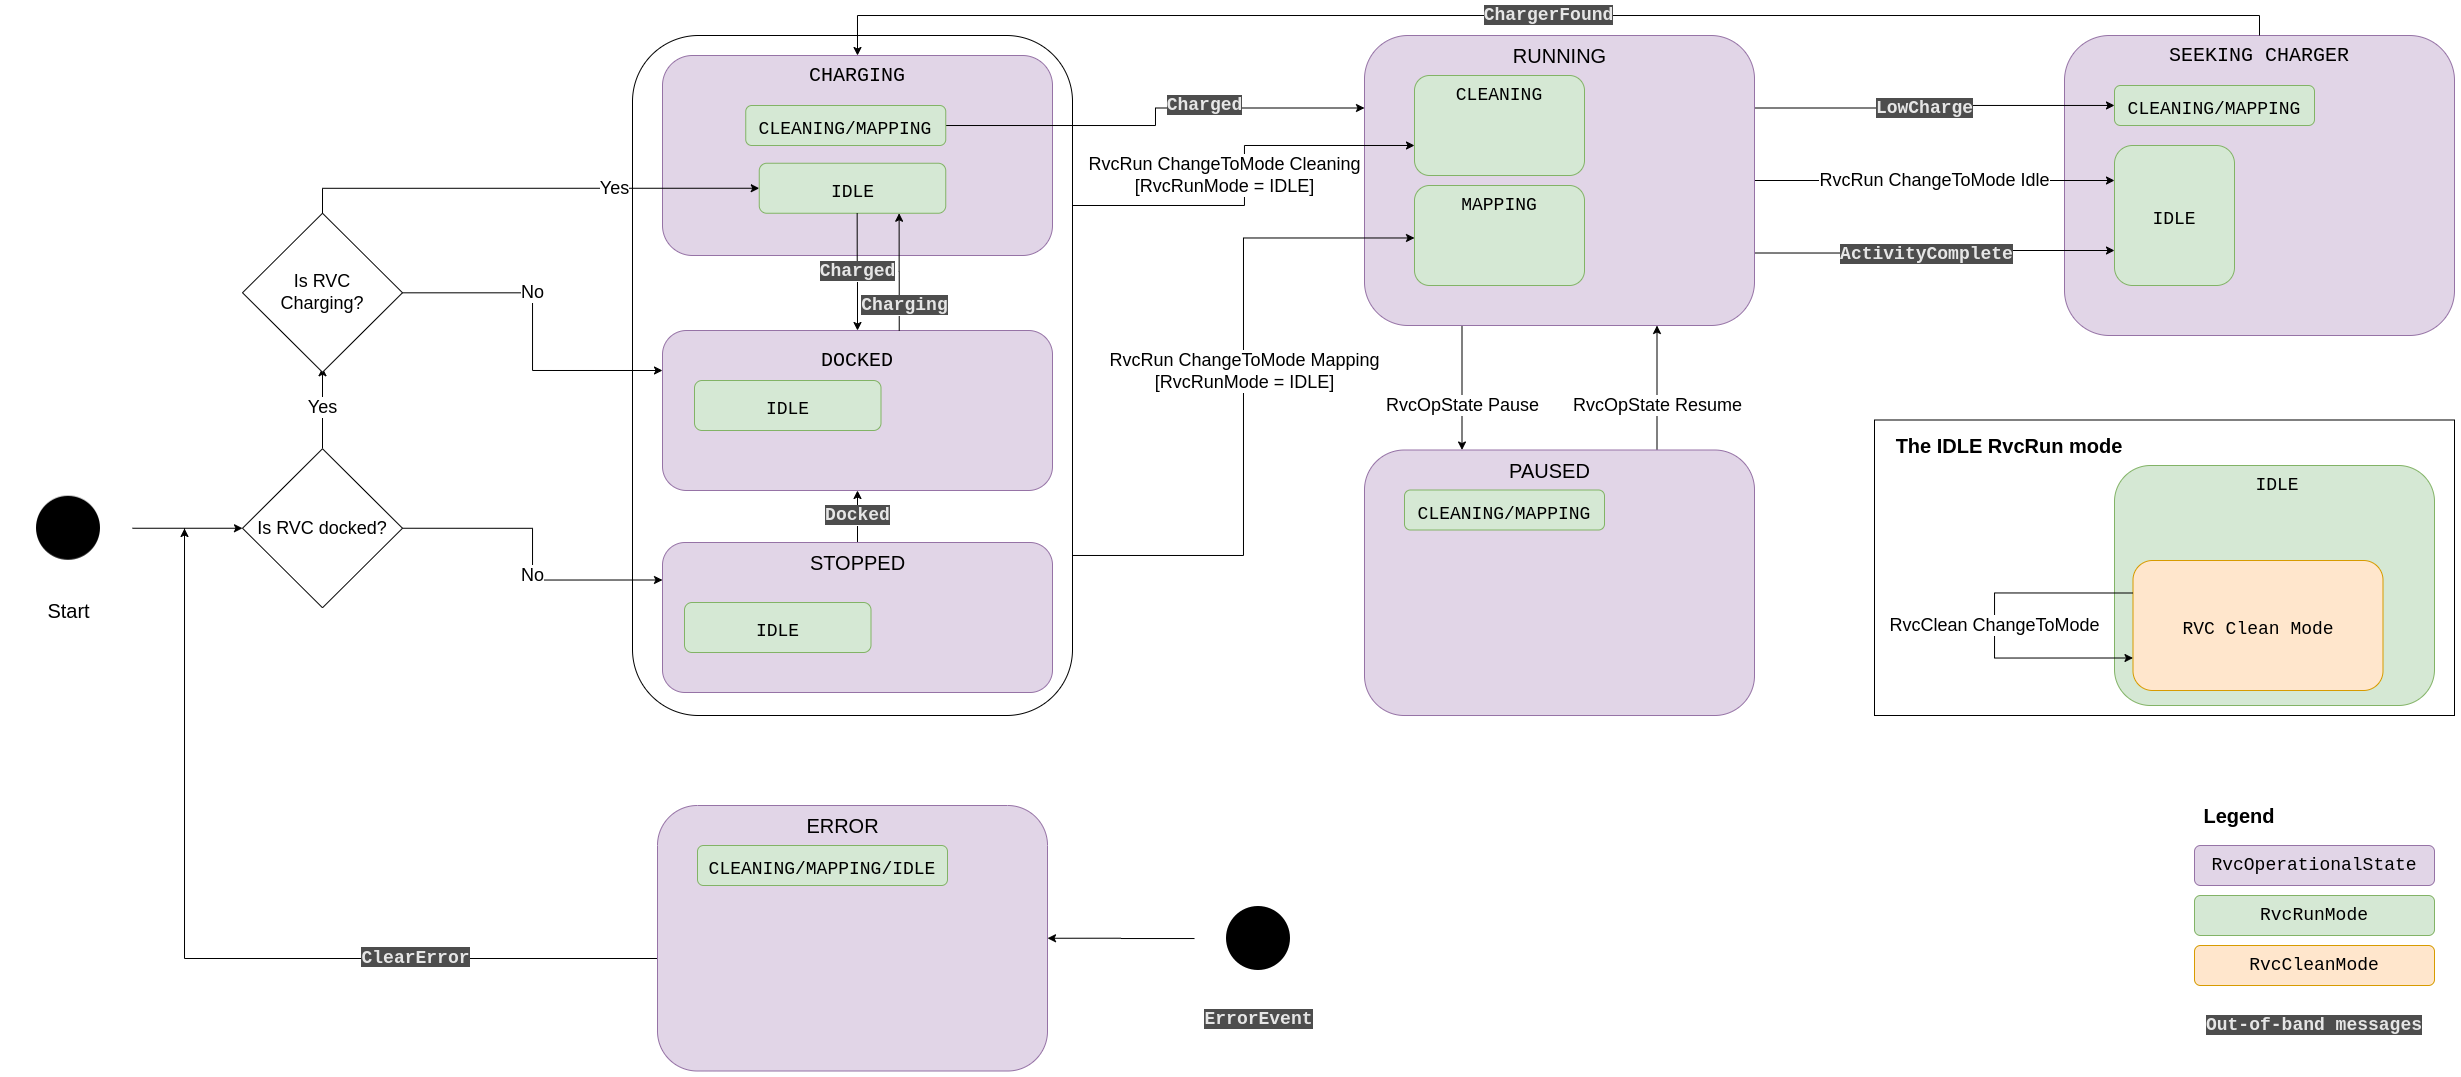 ChargerFound
CHARGING
CLEANING/MAPPING
IDLE
Charged
Charging
DOCKED
IDLE
Docked
STOPPED
IDLE
Yes
Is RVC
Charging?
No
Yes
Is RVC docked?
No
Start
Charged
RvcRun ChangeToMode Cleaning
[RvcRunMode = IDLE]
RvcRun ChangeToMode Mapping
[RvcRunMode = IDLE]
RUNNING
CLEANING
MAPPING
LowCharge
RvcRun ChangeToMode Idle
ActivityComplete
SEEKING CHARGER
CLEANING/MAPPING
IDLE
RvcOpState Pause
RvcOpState Resume
PAUSED
CLEANING/MAPPING
The IDLE RvcRun mode
IDLE
RvcClean ChangeToMode
RVC Clean Mode
ERROR
CLEANING/MAPPING/IDLE
ClearError
ErrorEvent
Legend
RvcOperationalState
RvcRunMode
RvcCleanMode
Out-of-band messages